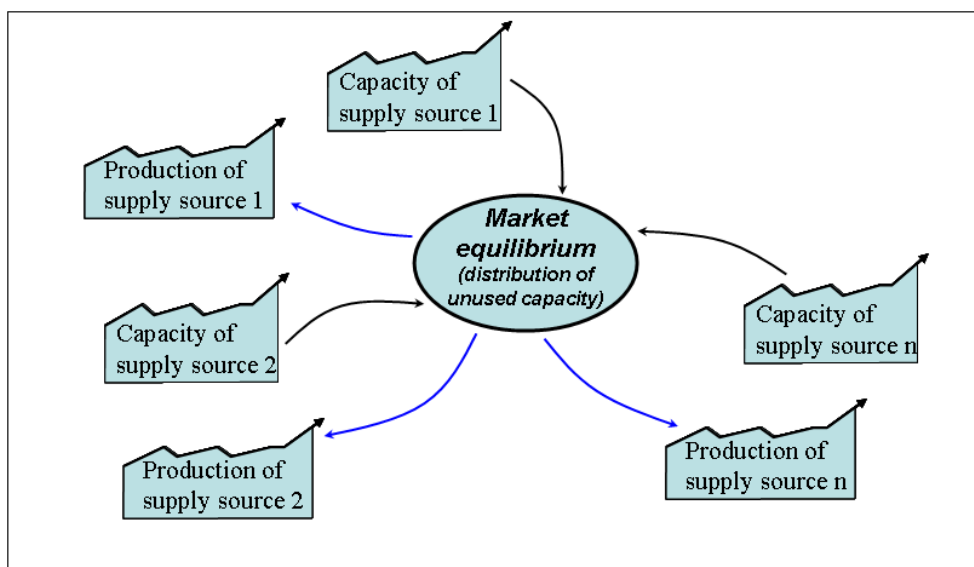 Capacity of
supply source 1
Production of
supply source 1
Market
equilibrium
(distribution of
unused capacity)
Capacity of
supply source 2
Capacity of
supply source n
Production of
supply source 2
Production of
supply source n